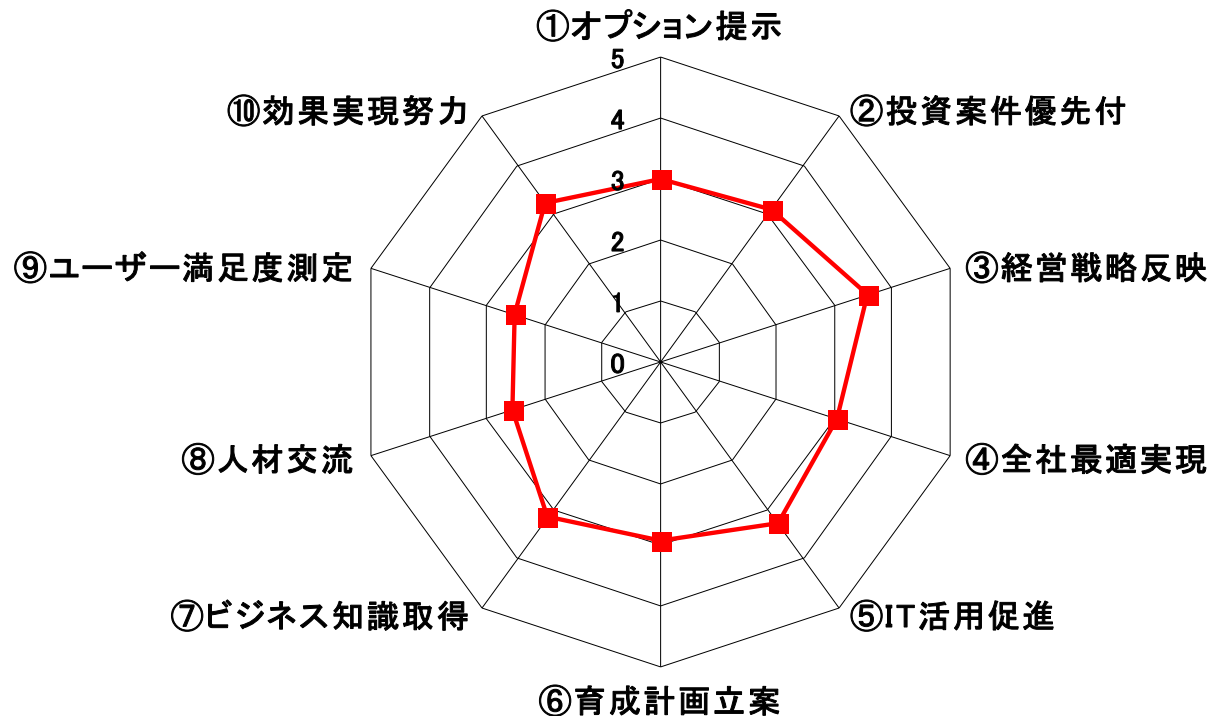 ①オプション提示
②投資案件優先付
③経営戦略反映
④全社最適実現
⑤IT活用促進
⑥育成計画立案
⑦ビジネス知識取得
⑧人材交流
⑨ユーザー満足度測定
⑩効果実現努力
5
4
3
2
1
0